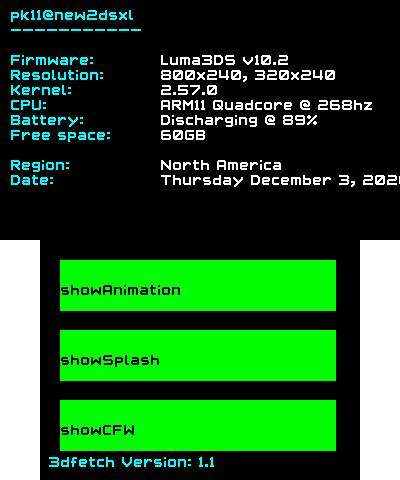 pk11@new2dsxl
-----------
Firmware: Luma3DS v10.2
Resolution: 800x240, 320x240
Kernel: 2.57.0
CPU: ARM11 Quadcore @ 268hz
Battery: Discharging @ 89%
Free space: 60GB
Region: North America
Date: Thursday December 3, 202
showAnimation
showSplash
showCFW
3dfetch Version: 1.1